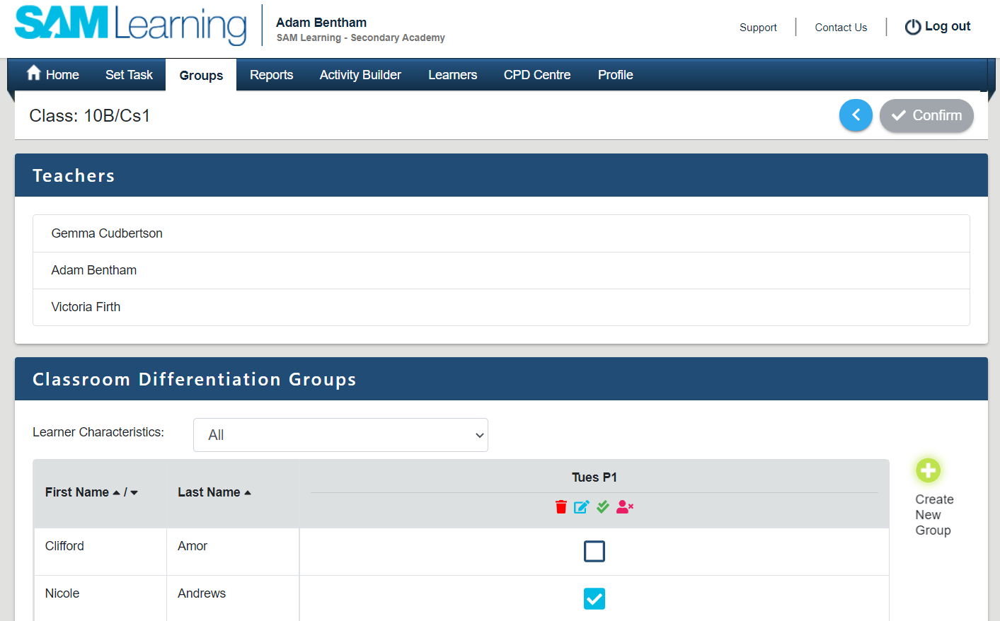 SAM Learning
Adam Bentham
SAM Learning - Secondary Academy
Support
Contact Us
Log out
Home
Set Task
Groups
Reports
Activity Builder
Learners
CPD Centre
Profile
Class: 10B/Cs1
Confirm
Teachers
Gemma Cudbertson
Adam Bentham
Victoria Firth
Classroom Differentiation Groups
Learner Characteristics:
All
First Name / 
Last Name
Tues P1
Create
New
Group
Clifford
Amor
Nicole
Andrews